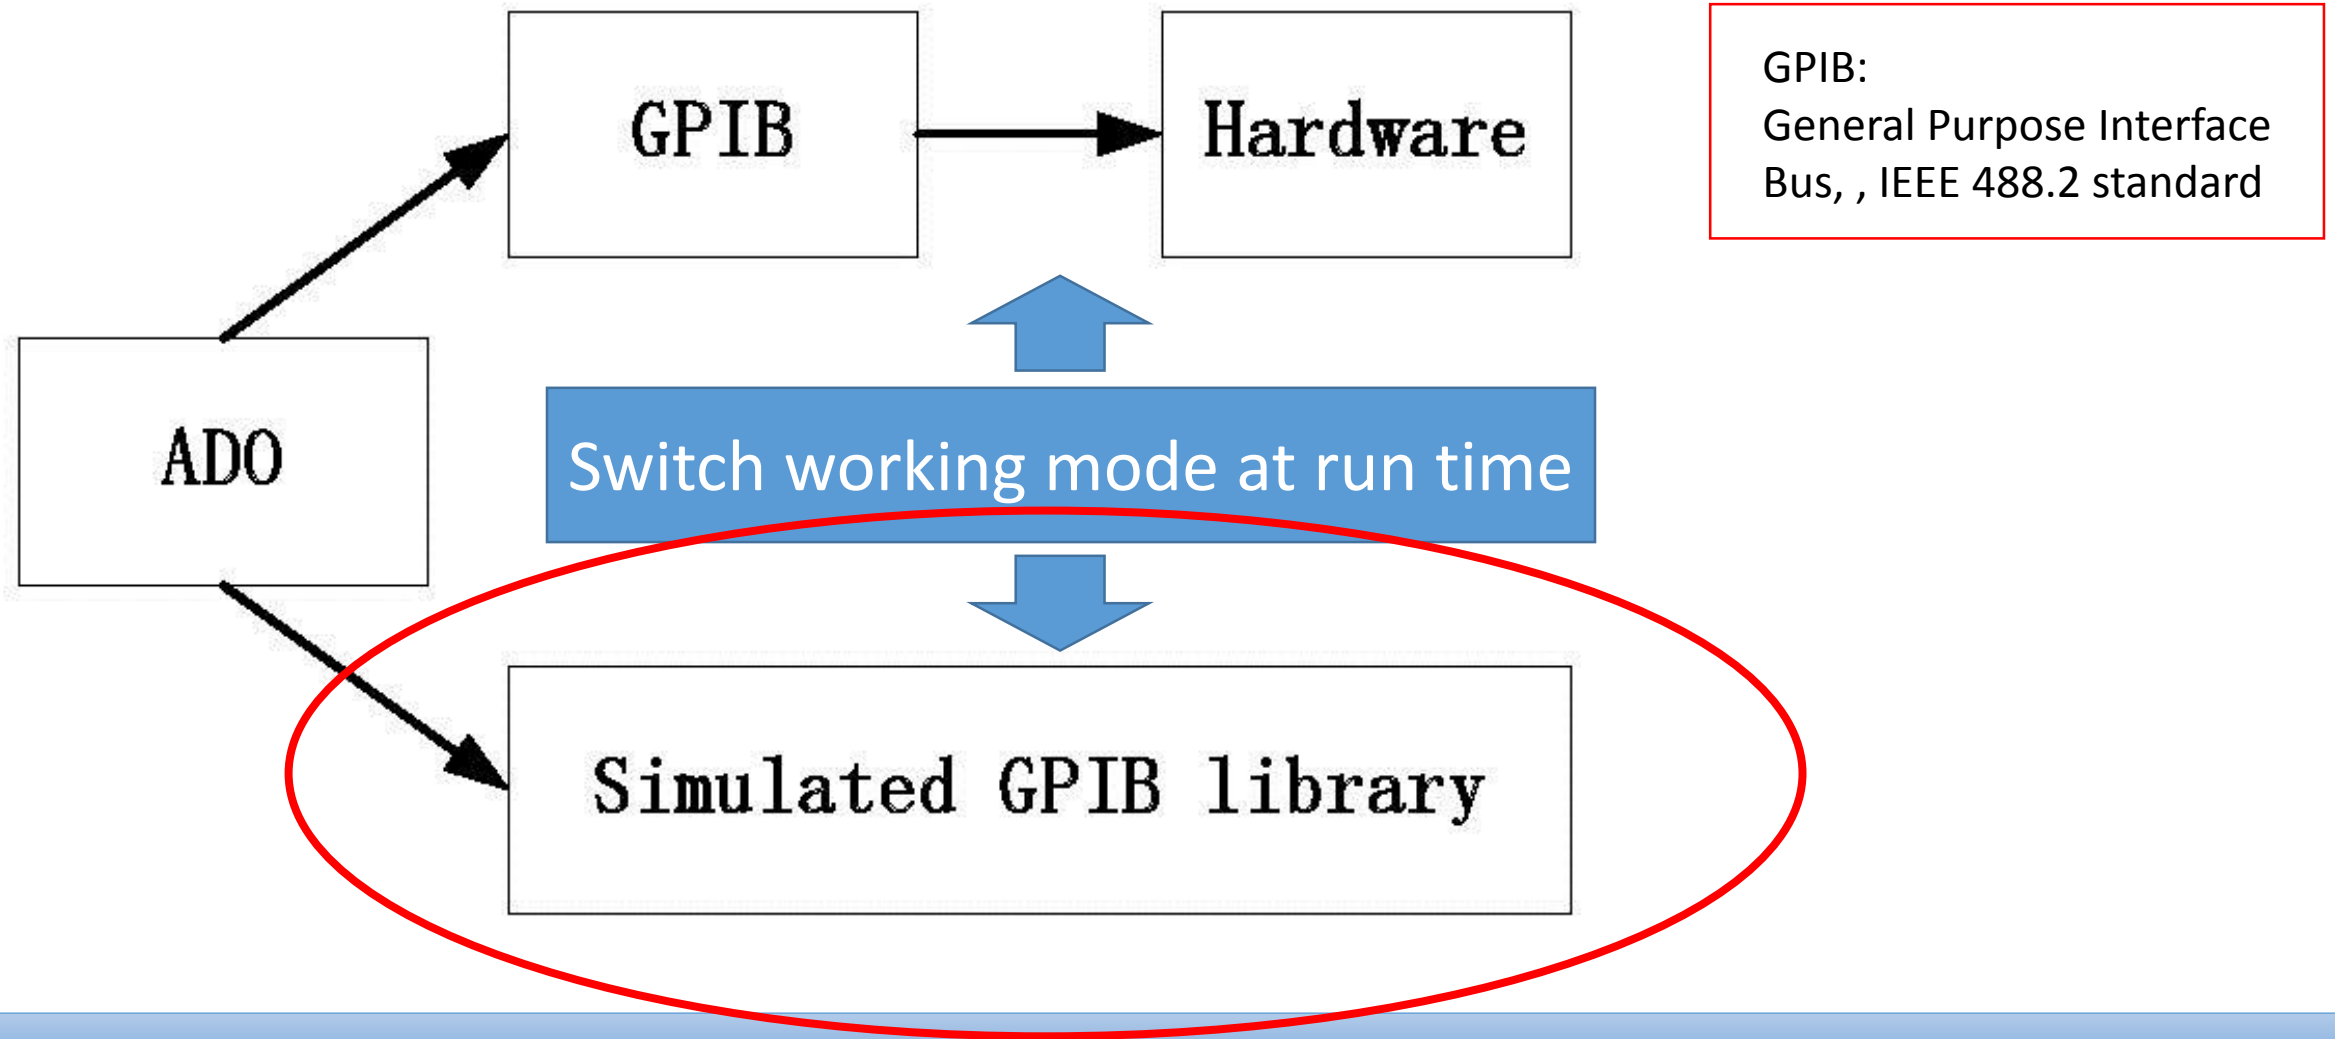 GPIB
Hardware
GPIB:
General Purpose Interface
Bus, , IEEE 488.2 standard
ADO
Switch working mode at run time
Simulated GPIB library